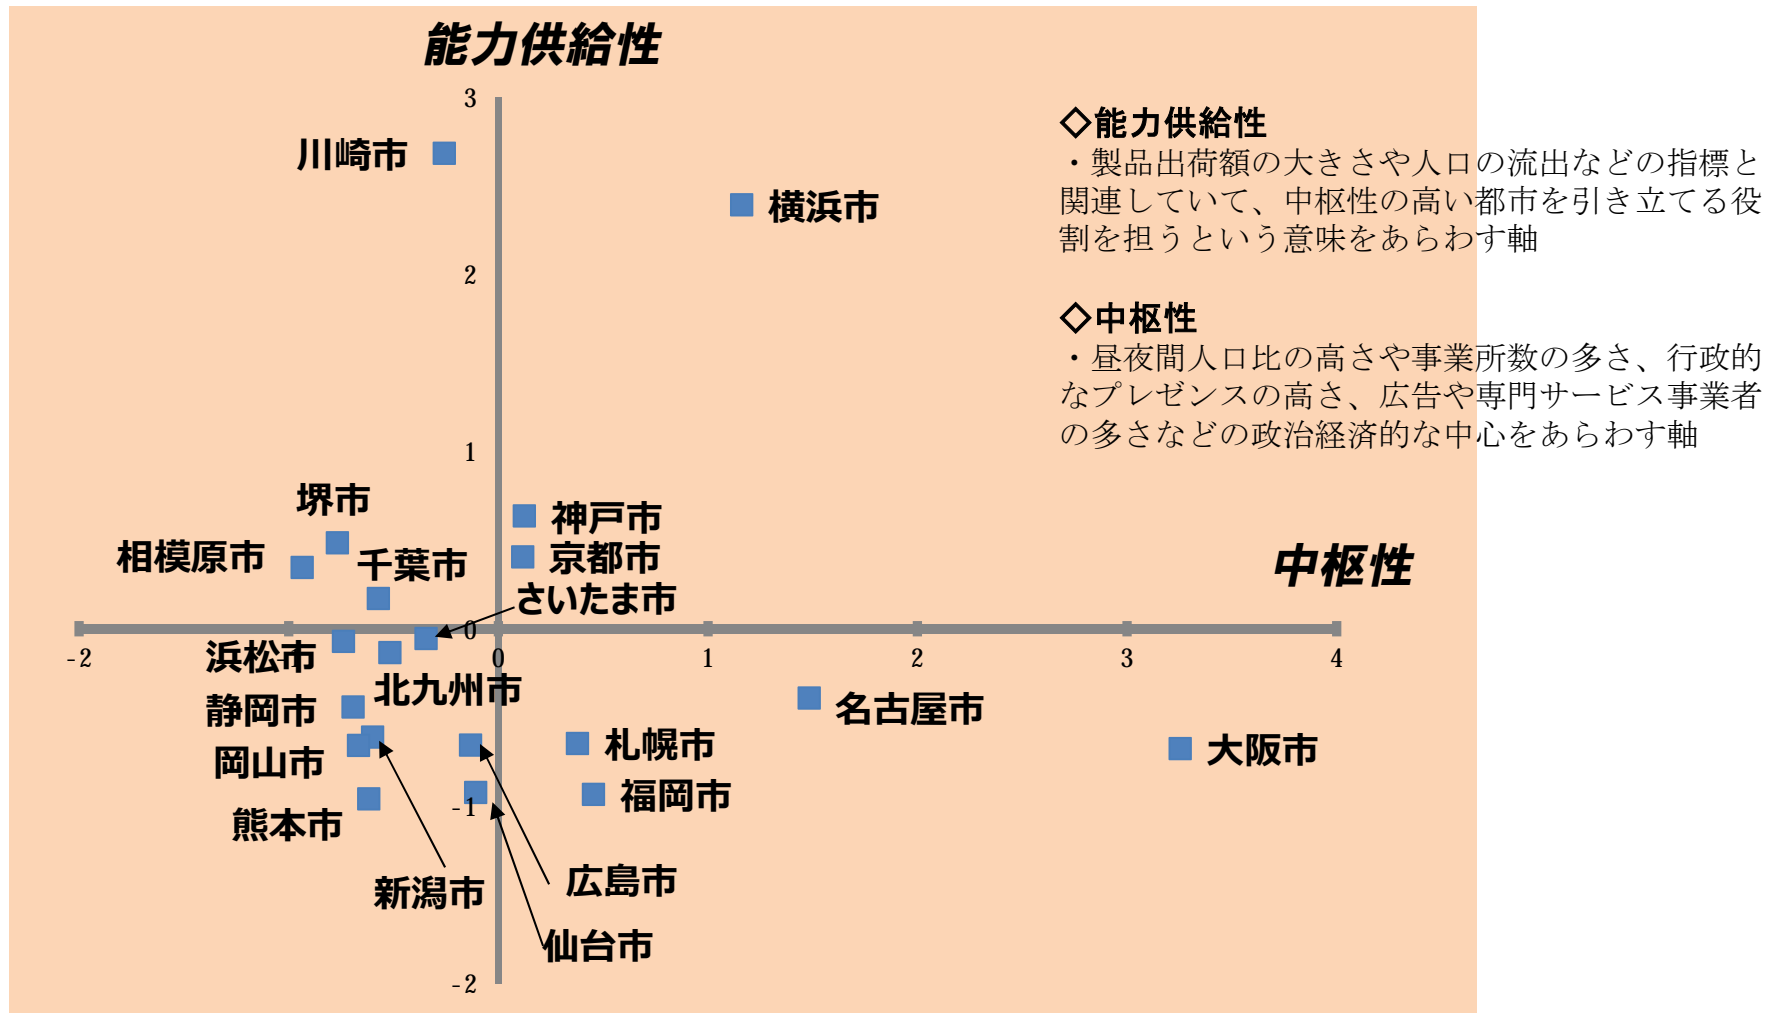 能力供給性
3
◇能力供給性
川崎市
・製品出荷額の大きさや人口の流出などの指標と
横浜市
関連していて、中枢性の高い都市を引き立てる役
割を担うという意味をあらわす軸
2
◇中枢性
・昼夜間人口比の高さや事業所数の多さ、行政的
なプレゼンスの高さ、広告や専門サービス事業者
の多さなどの政治経済的な中心をあらわす軸
1
堺市
神戸市
相模原市
千葉市
京都市
中枢性
さいたま市
0
浜松市
-2
-1
0
1
2
3
4
北九州市
静岡市
名古屋市
岡山市
札幌市
大阪市
福岡市
-1
熊本市
新潟市
広島市
仙台市
-2